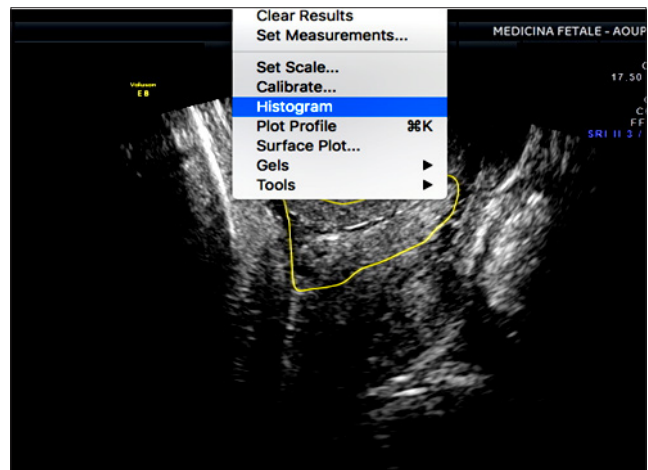 Clear Results
Set Measurements...
MEDICINA FETALE - AOUP
Set Scale...
17.50
Calibrate...
Voluson
E8
Histogram
Plot Profile ⌘K
SRI II 3 /
Surface Plot...
Gels ▶
Tools ▶